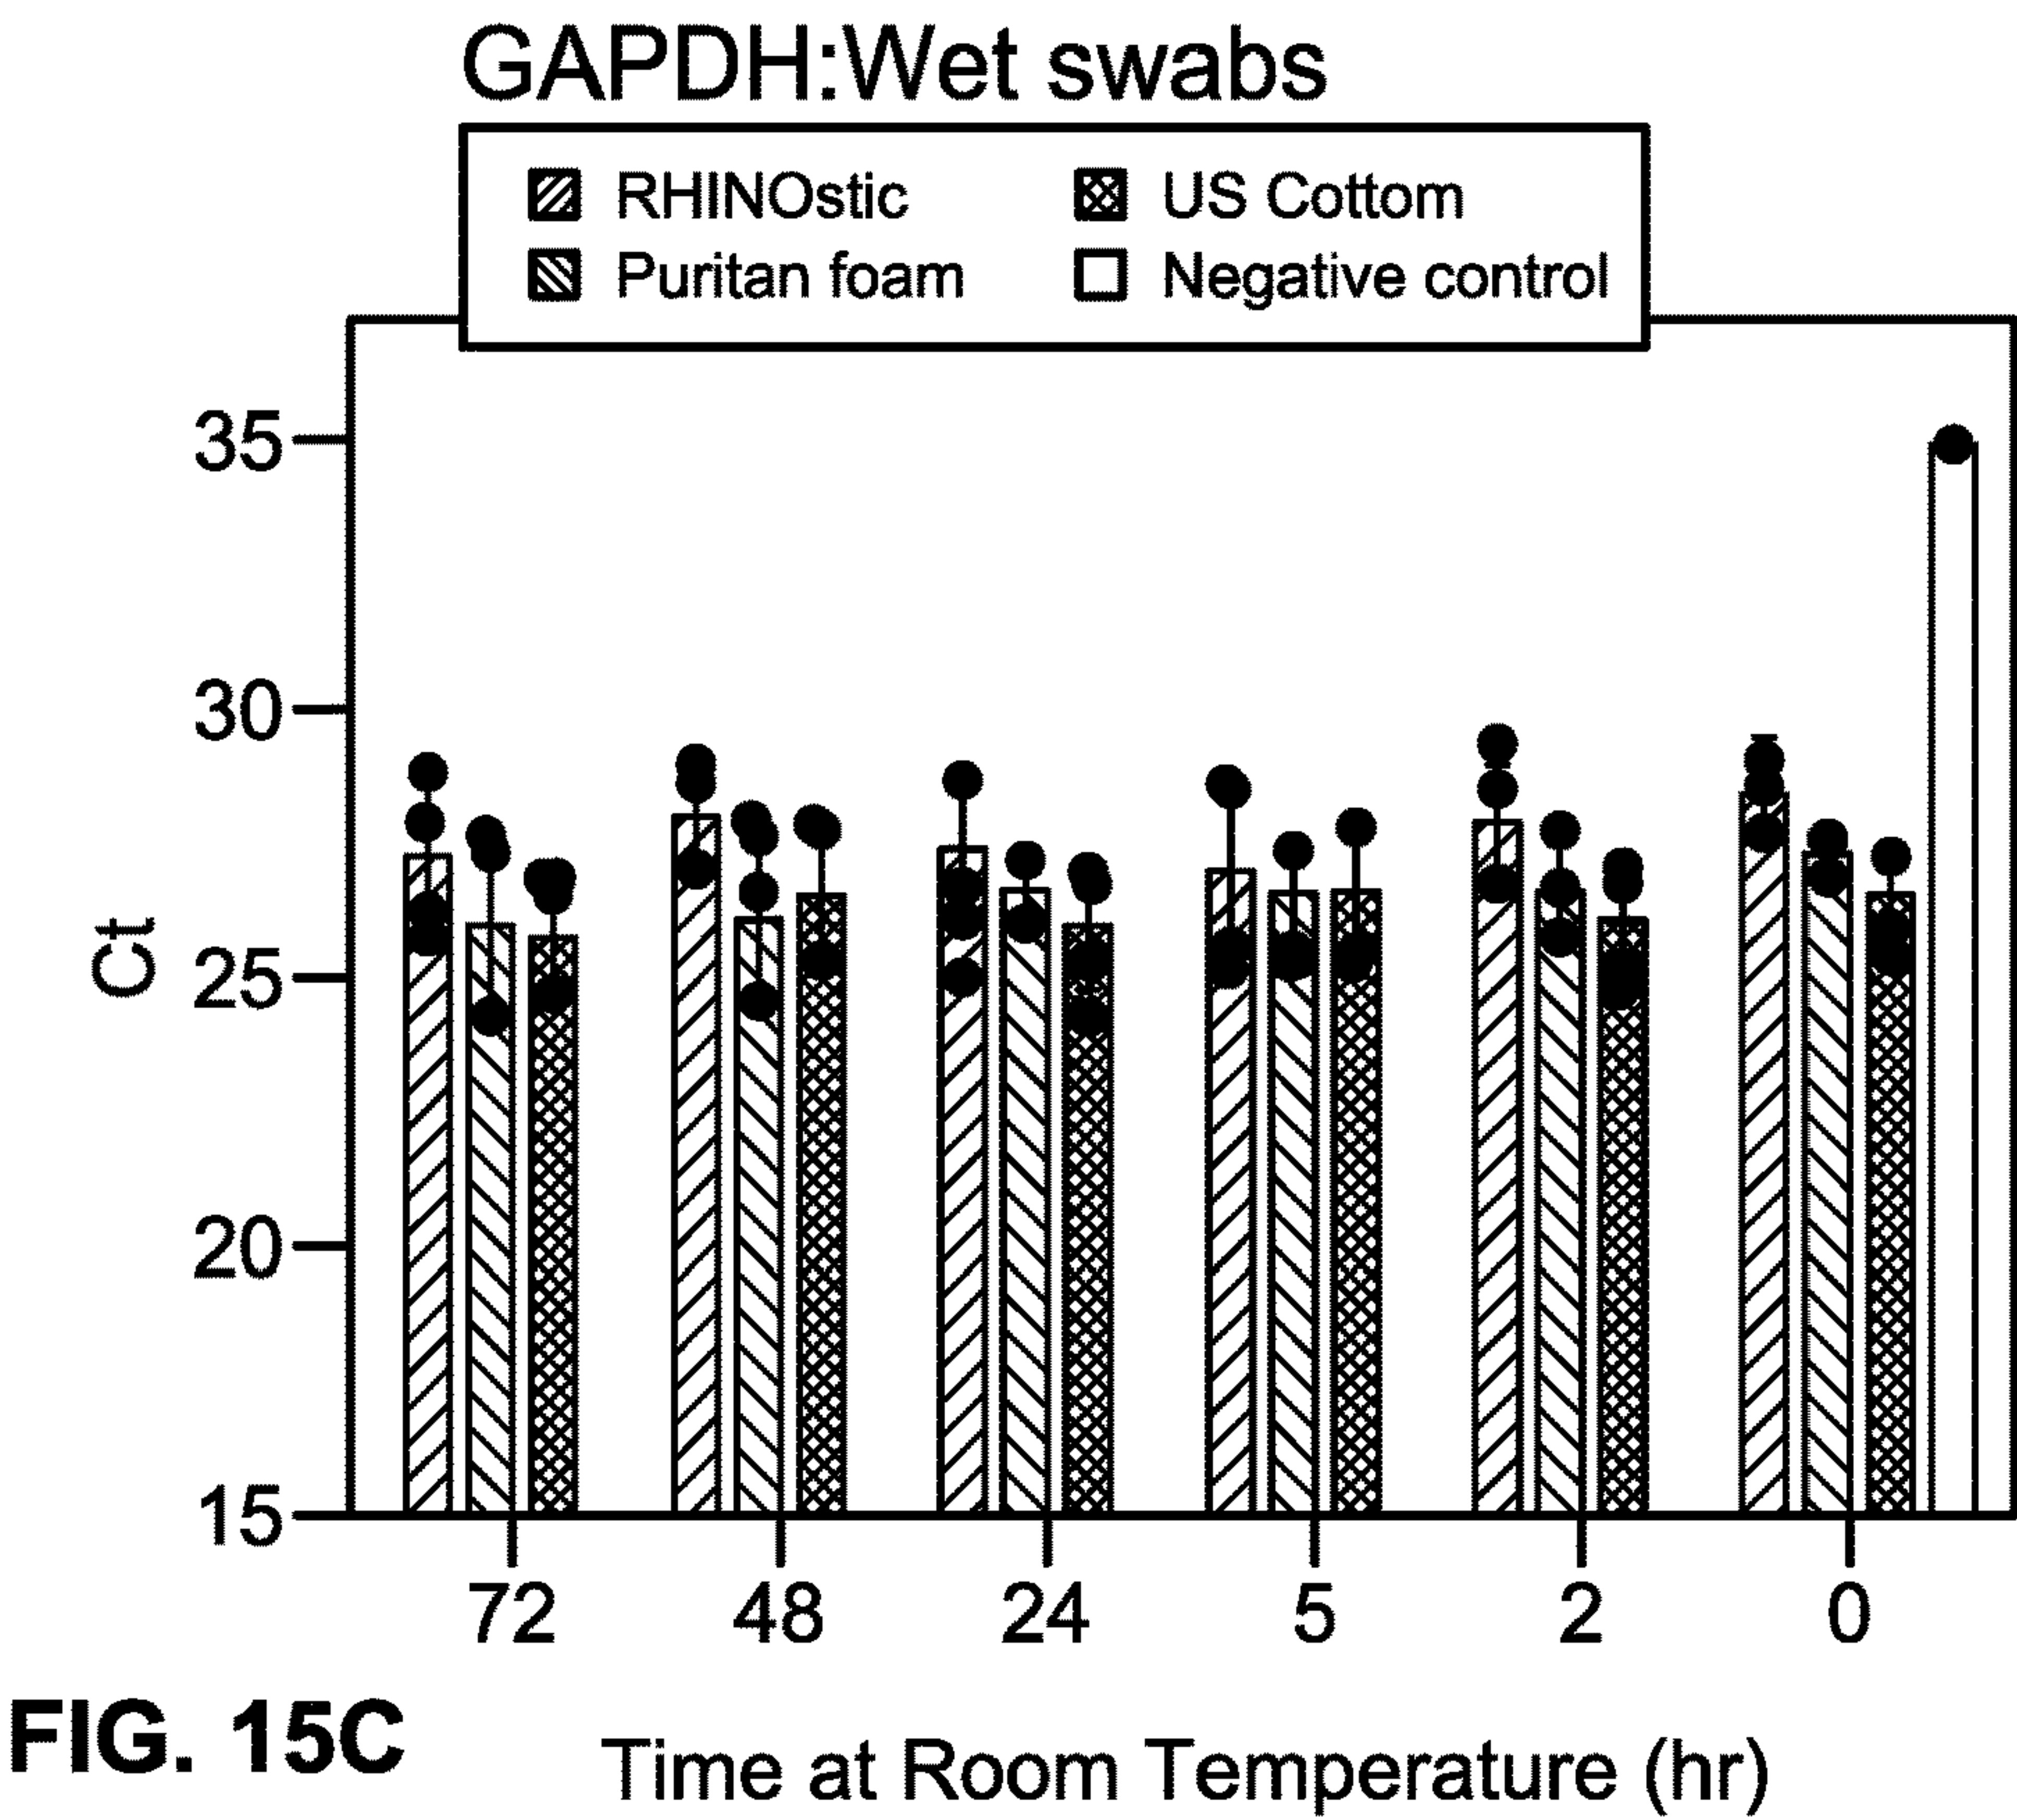 GAPDH:Wet swabs
RHINOstic
US Cottom
Puritan foam
Negative control
35
30
25
20
15
Ct
72 48 24 5 2 0
FIG. 15C
Time at Room Temperature (hr)